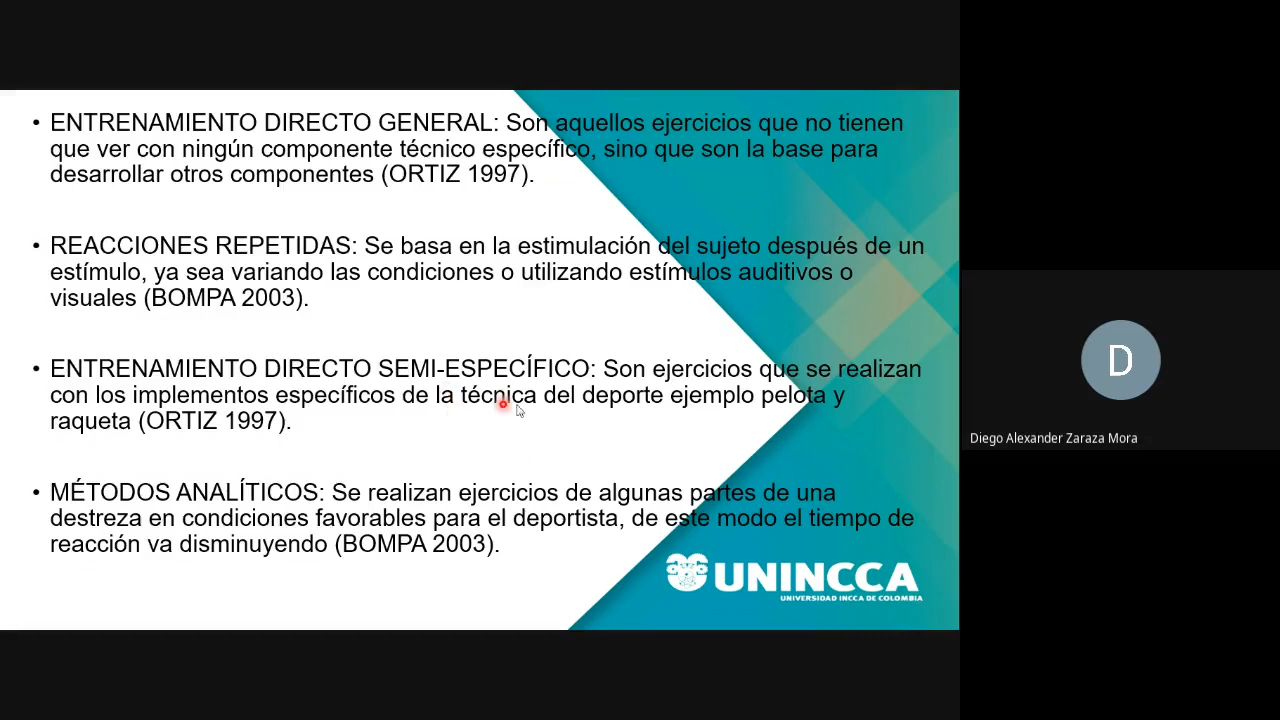 • ENTRENAMIENTO DIRECTO GENERAL: Son aquellos ejercicios que no tienen
que ver con ningún componente técnico específico, sino que son la base para
desarrollar otros componentes (ORTIZ 1997).
• REACCIONES REPETIDAS: Se basa en la estimulación del sujeto después de un
estímulo, ya sea variando las condiciones o utilizando estímulos auditivos o
visuales (BOMPA 2003).
• ENTRENAMIENTO DIRECTO SEMI-ESPECÍFICO: Son ejercicios que se realizan
con los implementos específicos de la técnica del deporte ejemplo pelota y
raqueta (ORTIZ 1997).
• MÉTODOS ANALÍTICOS: Se realizan ejercicios de algunas partes de una
destreza en condiciones favorables para el deportista, de este modo el tiempo de
reacción va disminuyendo (BOMPA 2003).
UNINCCA
UNIVERSIDAD INCCA DE COLOMBIA
D
Diego Alexander Zaraza Mora